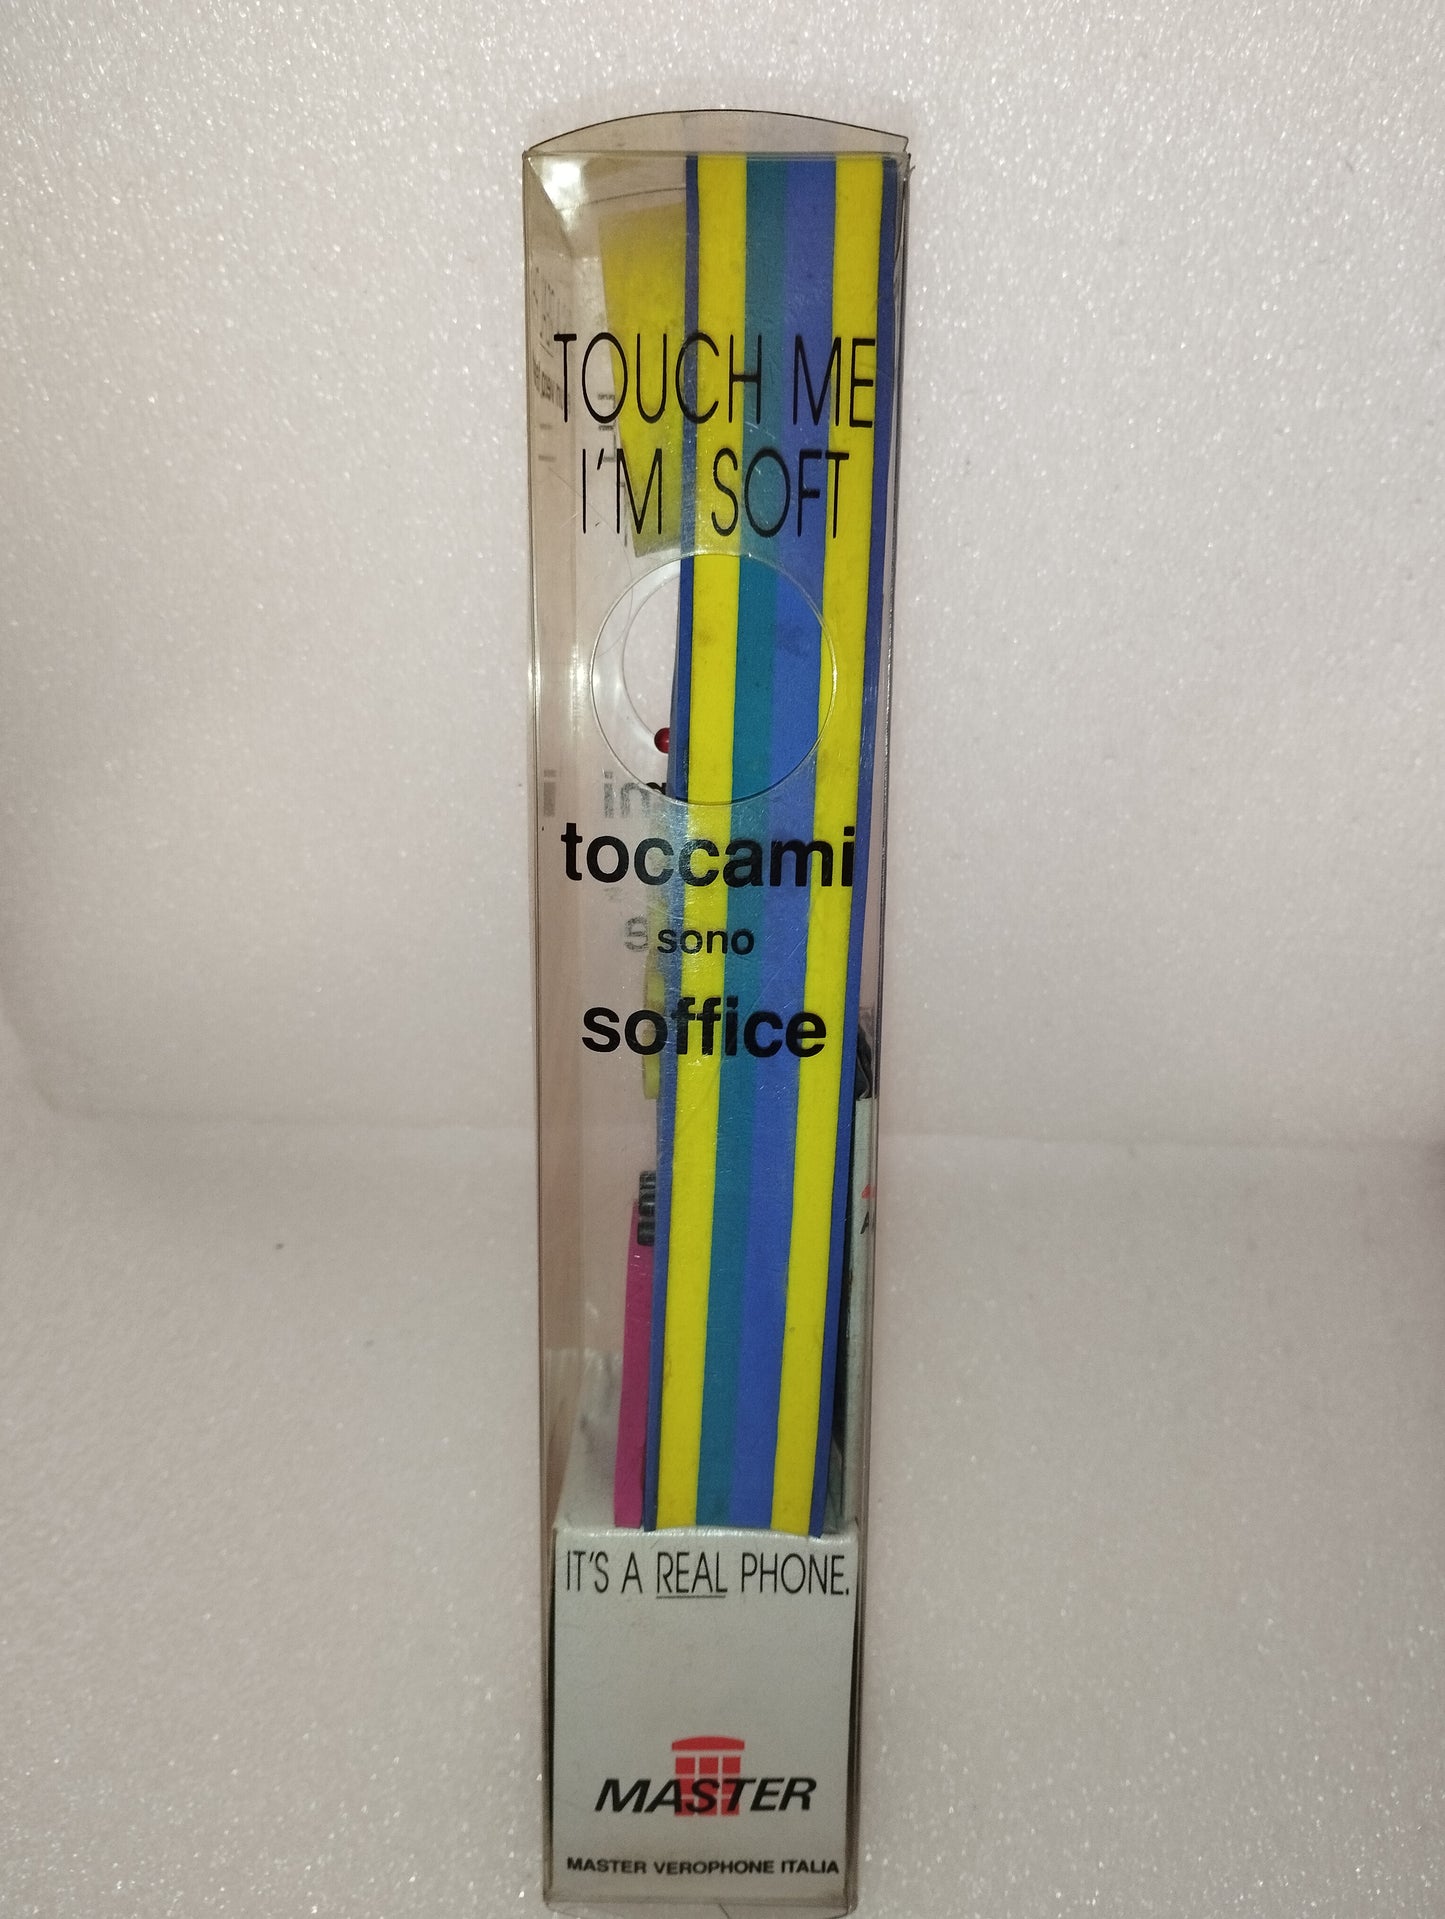 TOUCH ME
I'M SOFT
toccami
sono
soffice
IT'S A REAL PHONE.
MASTER
MASTER VEROPHONE ITALIA